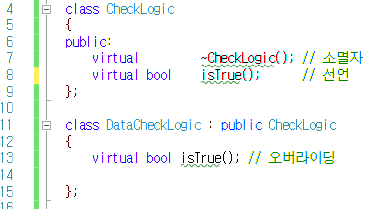 4 class CheckLogic
5 {
6 public:
7 virtual ~CheckLogic(); // 소멸자
8 virtual bool isTrue(); // 선언
9 };
10
11 class DataCheckLogic : public CheckLogic
12 {
13 virtual bool isTrue(); // 오버라이딩
14
15 };
16